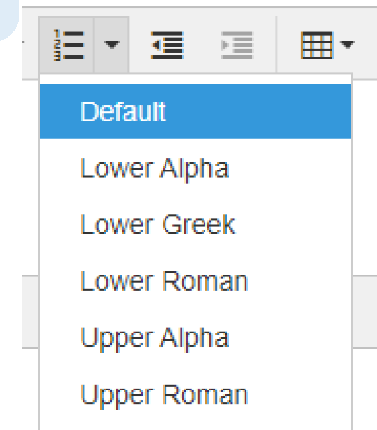 Default
Lower Alpha
Lower Greek
Lower Roman
Upper Alpha
Upper Roman